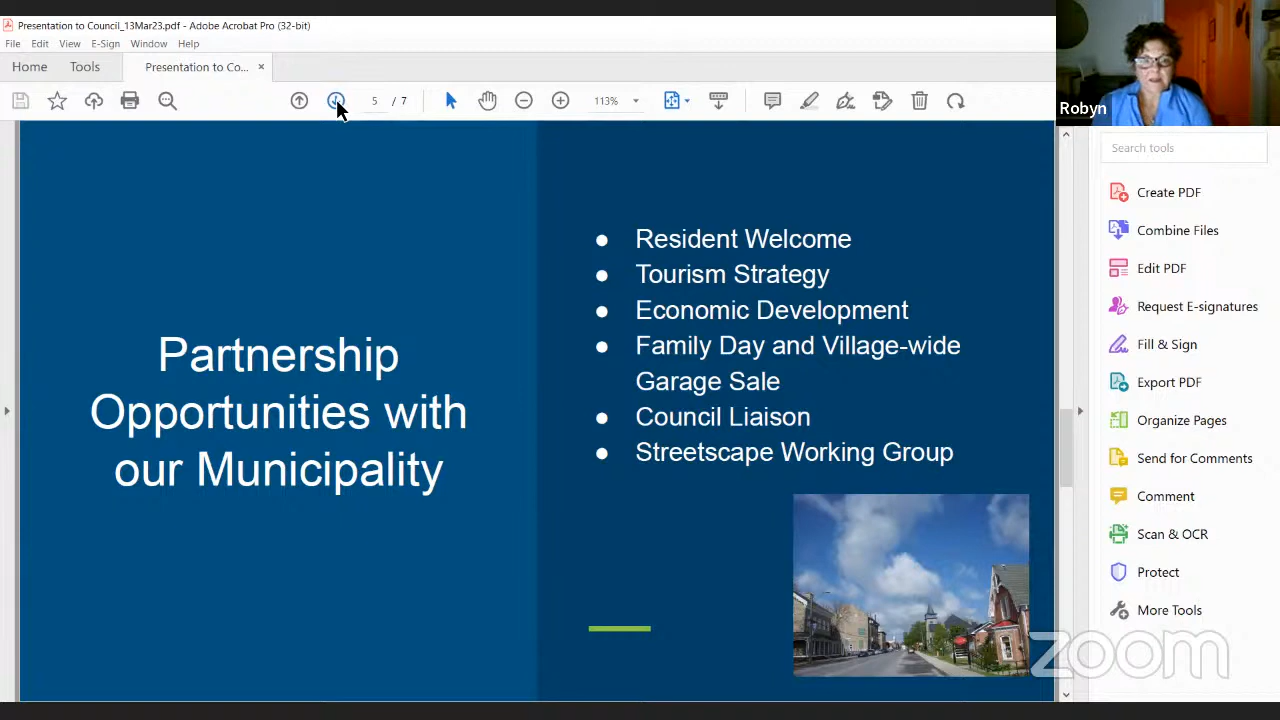 Presentation to Council_13Mar23.pdf - Adobe Acrobat Pro (32-bit)
File Edit View E-Sign Window Help
Home Tools Presentation to Co... ×
5 / 7 113%
Robyn
Search tools
Create PDF
Combine Files
Edit PDF
Request E-signatures
Fill & Sign
Export PDF
Organize Pages
Send for Comments
Comment
Scan & OCR
Protect
More Tools
Partnership
Opportunities with
our Municipality
● Resident Welcome
● Tourism Strategy
● Economic Development
● Family Day and Village-wide
Garage Sale
● Council Liaison
● Streetscape Working Group
zoom